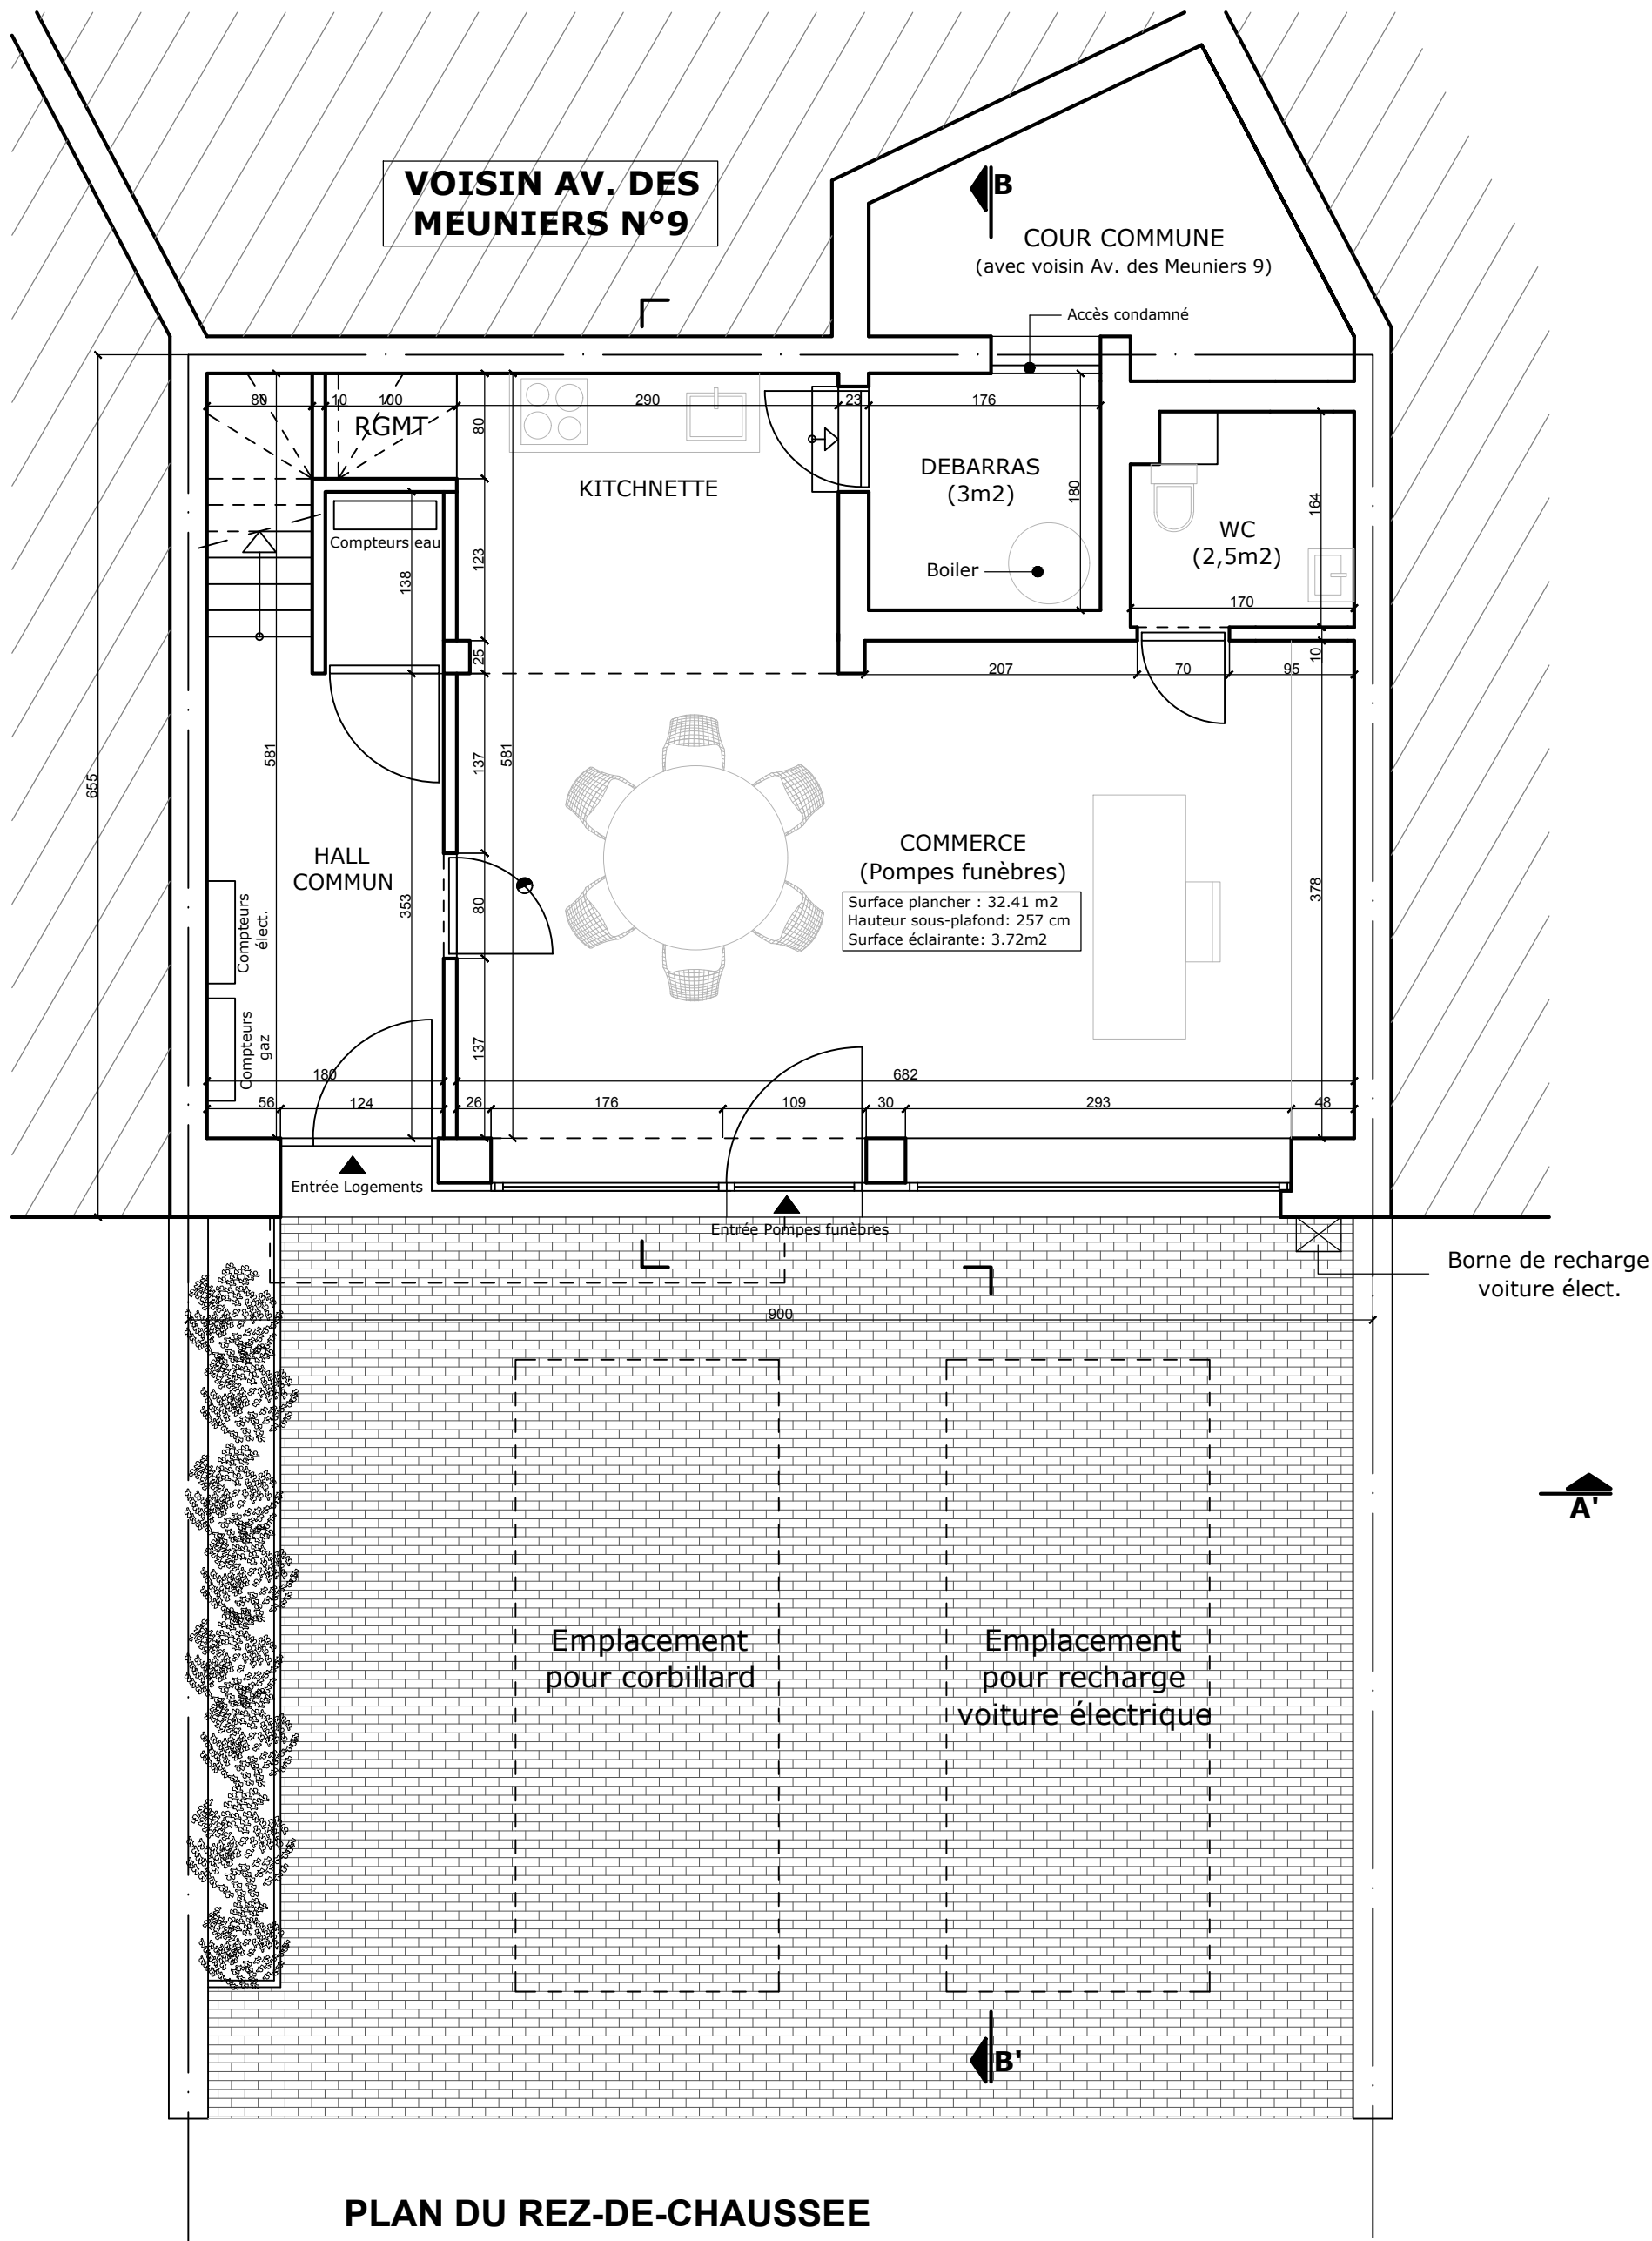 VOISIN AV. DES
MEUNIERS N°9
B
COUR COMMUNE
(avec voisin Av. des Meuniers 9)
Accès condamné
80
10
100
290
23
176
RGMT
80
KITCHNETTE
DEBARRAS
(3m2)
180
164
WC
(2,5m2)
Compteurs eau
138
123
Boiler
170
25
10
207
70
95
655
581
137
581
HALL
COMMUN
COMMERCE
(Pompes funèbres)
Surface plancher : 32.41 m2
Hauteur sous-plafond: 257 cm
Surface éclairante: 3.72m2
353
80
378
Compteurs
élect.
Compteurs
gaz
137
180
682
56
124
26
176
109
30
293
48
Entrée Logements
Entrée Pompes funèbres
Borne de recharge
voiture élect.
900
A'
Emplacement
pour corbillard
Emplacement
pour recharge
voiture électrique
B'
PLAN DU REZ-DE-CHAUSSEE